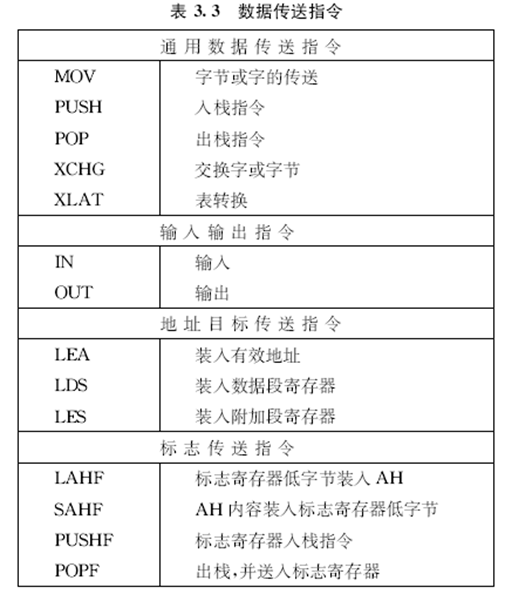 表 3.3 数据传送指令
通用数据传送指令
MOV 字节或字的传送
PUSH 入栈指令
POP 出栈指令
XCHG 交换字或字节
XLAT 表转换
输入输出指令
IN 输入
OUT 输出
地址目标传送指令
LEA 装入有效地址
LDS 装入数据段寄存器
LES 装入附加段寄存器
标志传送指令
LAHF 标志寄存器低字节装入 AH
SAHF AH 内容装入标志寄存器低字节
PUSHF 标志寄存器入栈指令
POPF 出栈,并送入标志寄存器